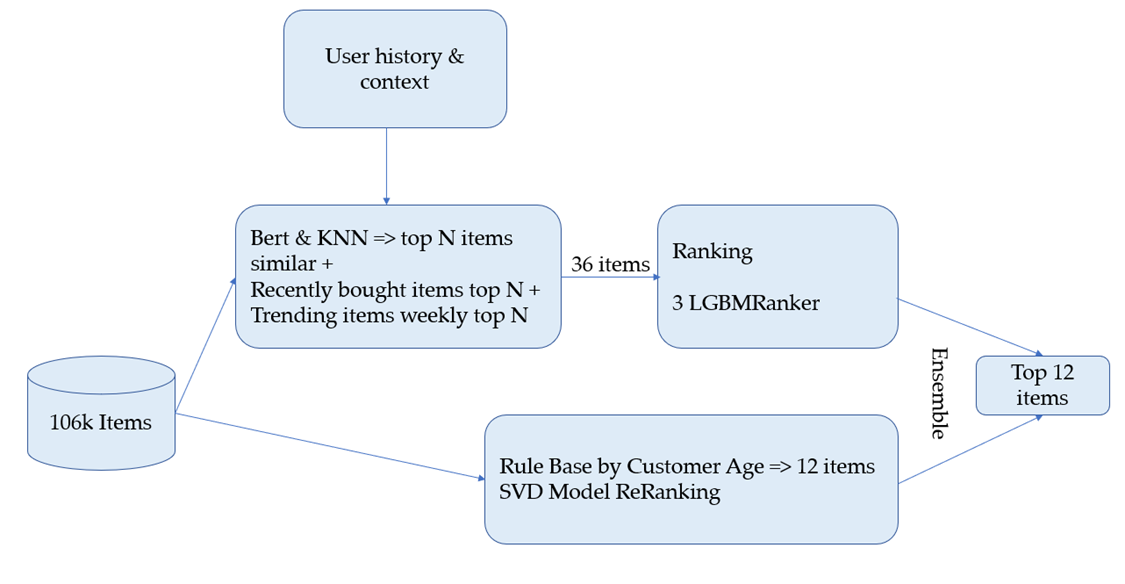 User history &
context
Bert & KNN => top N items
similar +
Recently bought items top N +
Trending items weekly top N
36 items
Ranking
3 LGBMRanker
106k Items
Rule Base by Customer Age => 12 items
SVD Model ReRanking
Ensemble
Top 12
items